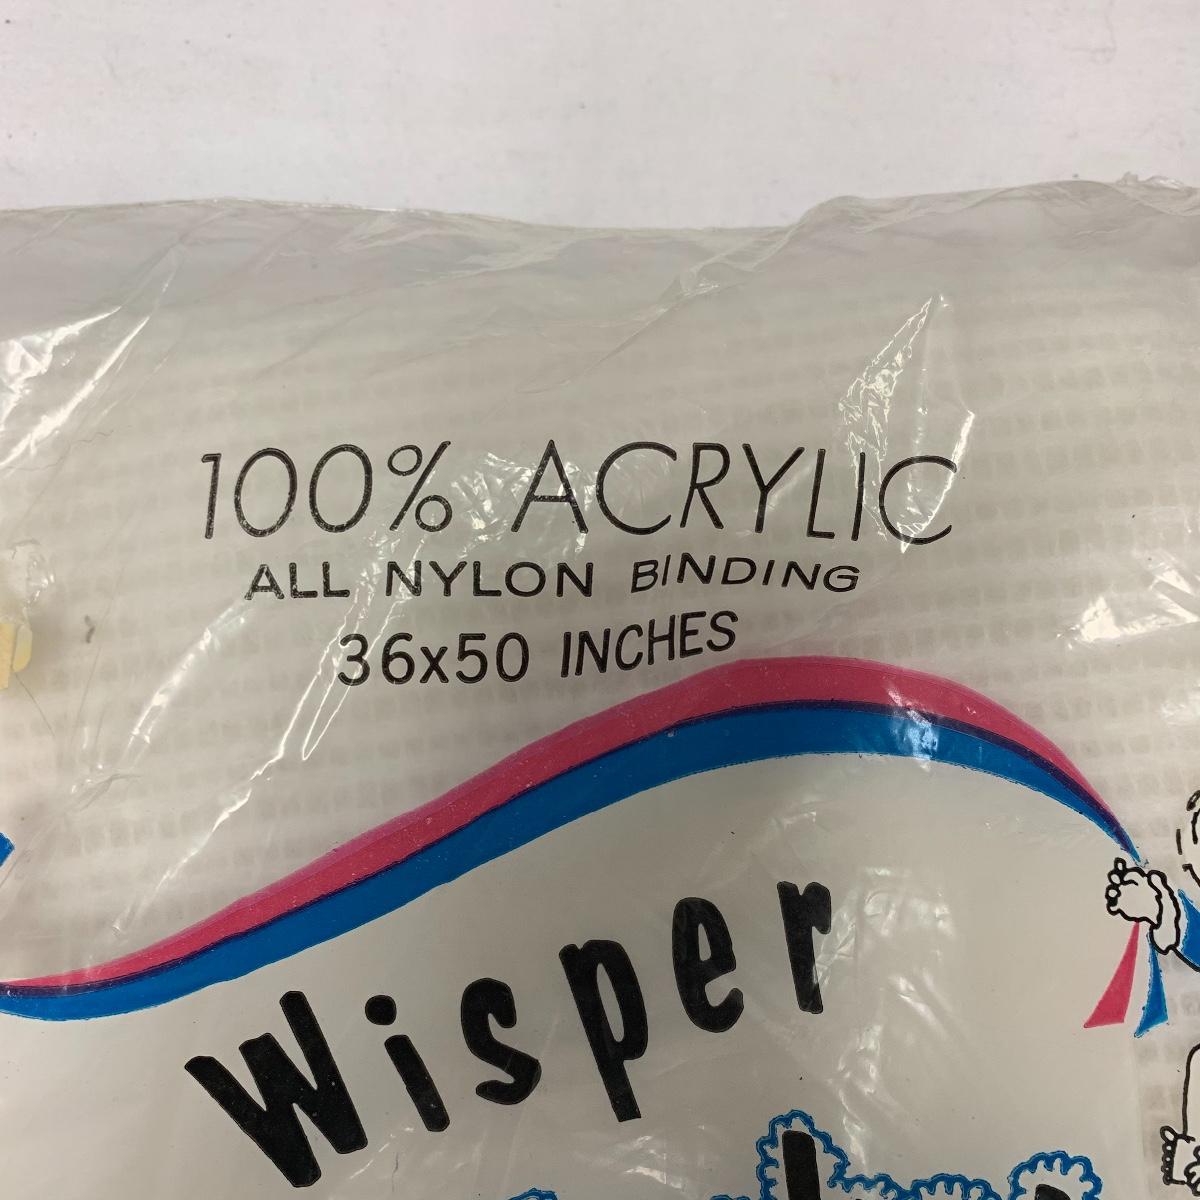 100% ACRYLIC
ALL NYLON BINDING
36x50 INCHES
Wisper